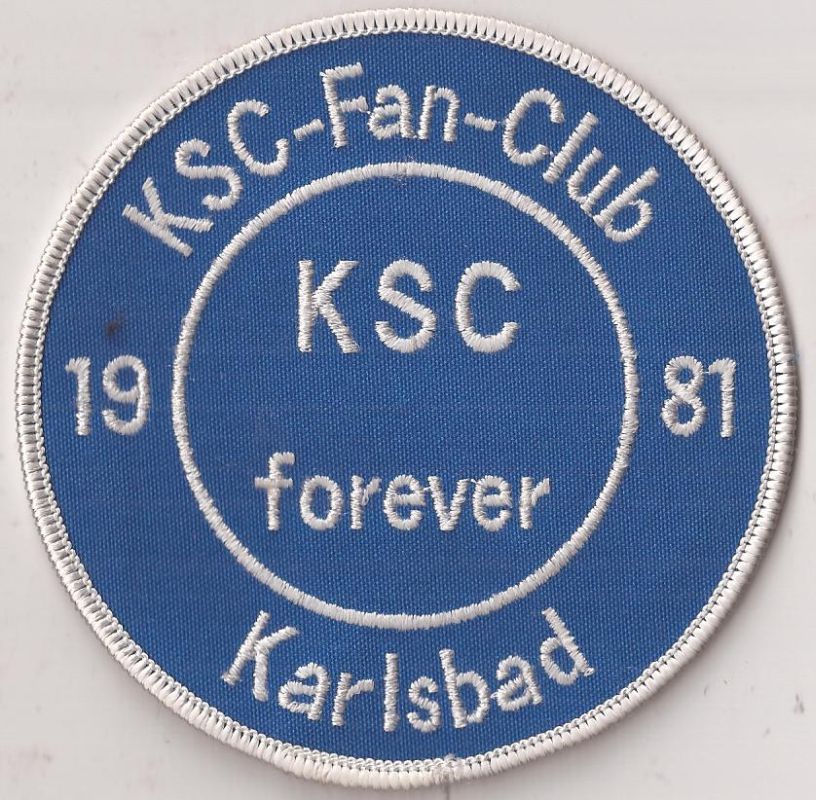 KSC-Fan-Club
KSC
19 81
forever
Karlsbad